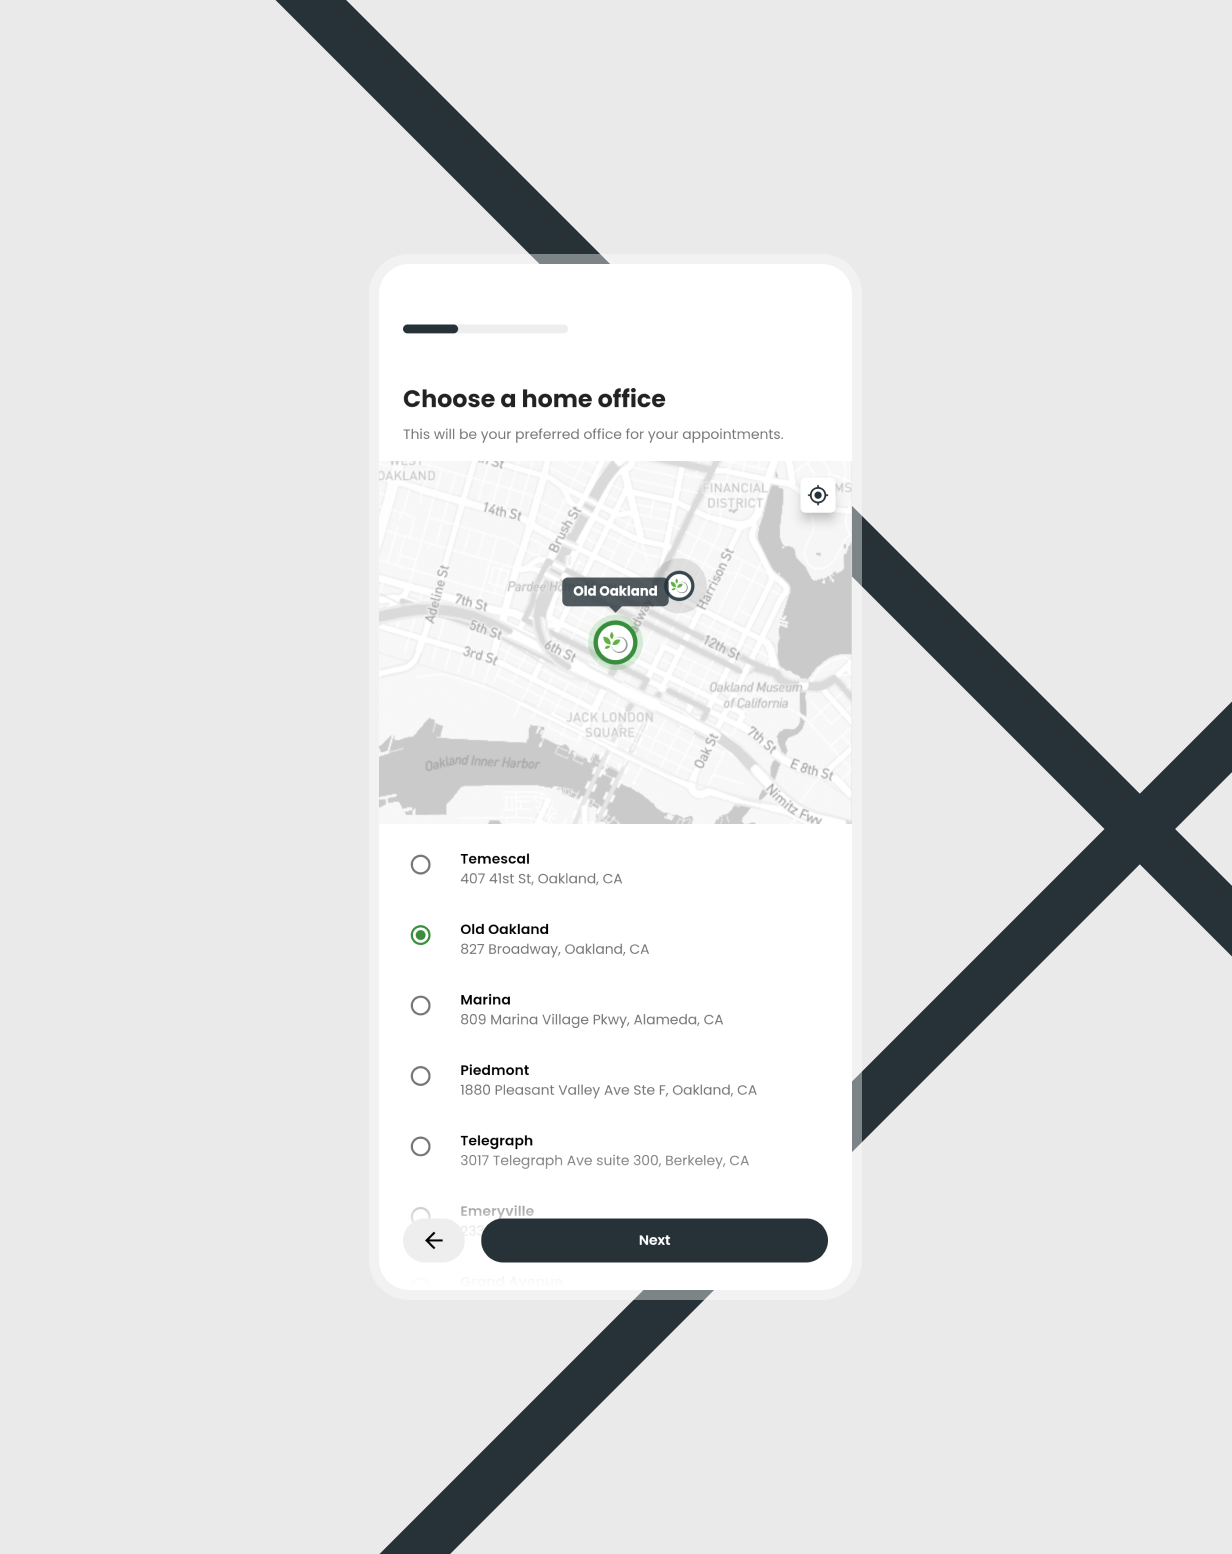 Choose a home office
This will be your preferred office for your appointments.
WEST
OAKLAND
14th St
Brush St
FINANCIAL
DISTRICT
Adeline St
7th St
5th St
3rd St
6th St
Old Oakland
Harrison St
12th St
Oakland Museum
of California
JACK LONDON
SQUARE
Oak St
7th St
E 8th St
Nimitz Fwy
Oakland Inner Harbor
Temescal
407 41st St, Oakland, CA
Old Oakland
827 Broadway, Oakland, CA
Marina
809 Marina Village Pkwy, Alameda, CA
Piedmont
1880 Pleasant Valley Ave Ste F, Oakland, CA
Telegraph
3017 Telegraph Ave suite 300, Berkeley, CA
Emeryville
Next
Grand Avenue